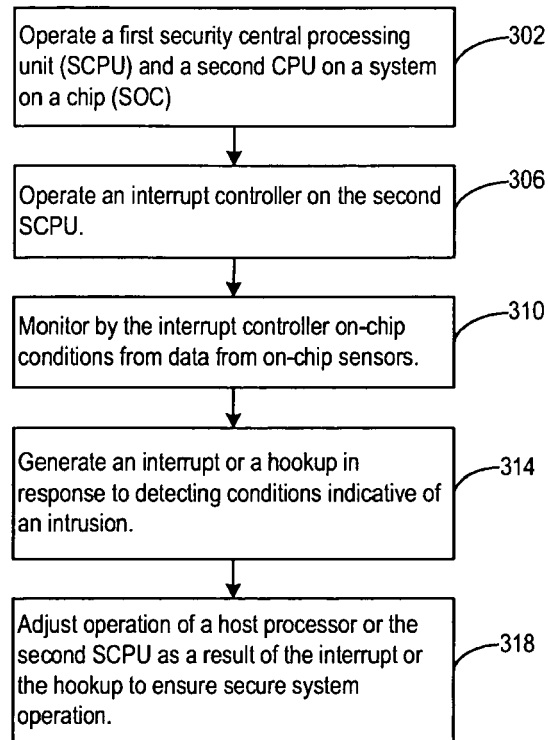 Operate a first security central processing
unit (SCPU) and a second CPU on a system
on a chip (SOC)
302
Operate an interrupt controller on the second
SCPU.
306
Monitor by the interrupt controller on-chip
conditions from data from on-chip sensors.
310
Generate an interrupt or a hookup in
response to detecting conditions indicative of
an intrusion.
314
Adjust operation of a host processor or the
second SCPU as a result of the interrupt or
the hookup to ensure secure system
operation.
318